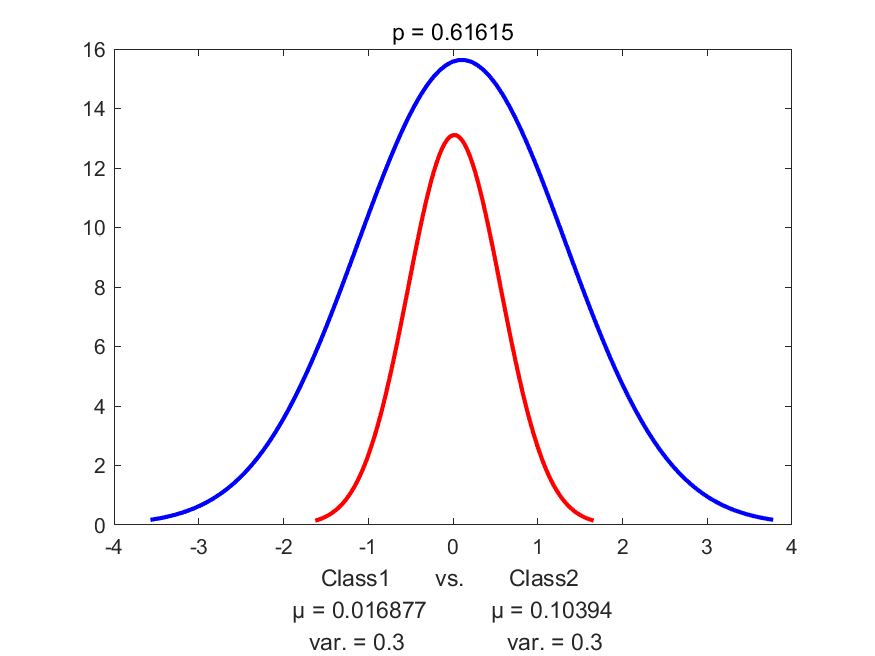 p = 0.61615
16
14
12
10
8
6
4
2
0
-4 -3 -2 -1 0 1 2 3 4
Class1 vs. Class2
μ = 0.016877 μ = 0.10394
var. = 0.3 var. = 0.3